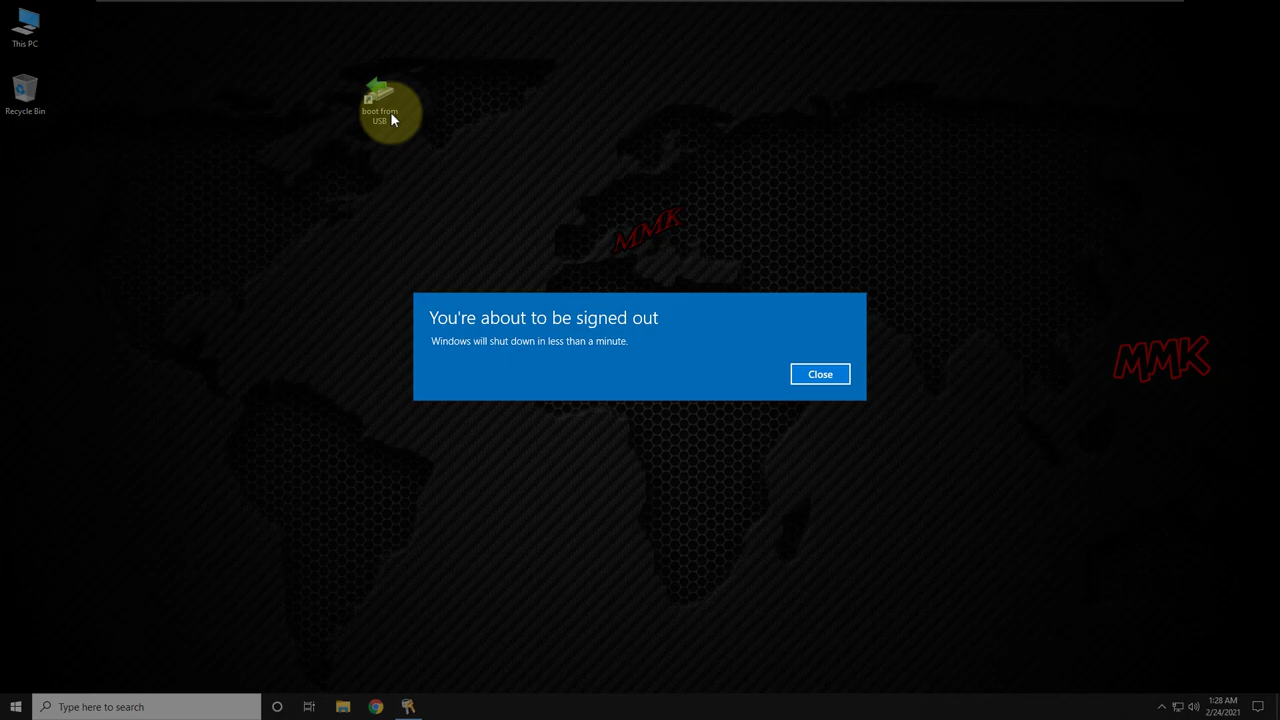 This PC
Recycle Bin
boot from
USB
MMK
You're about to be signed out
Windows will shut down in less than a minute.
Close
MMK
Type here to search
1:28 AM
2/24/2021